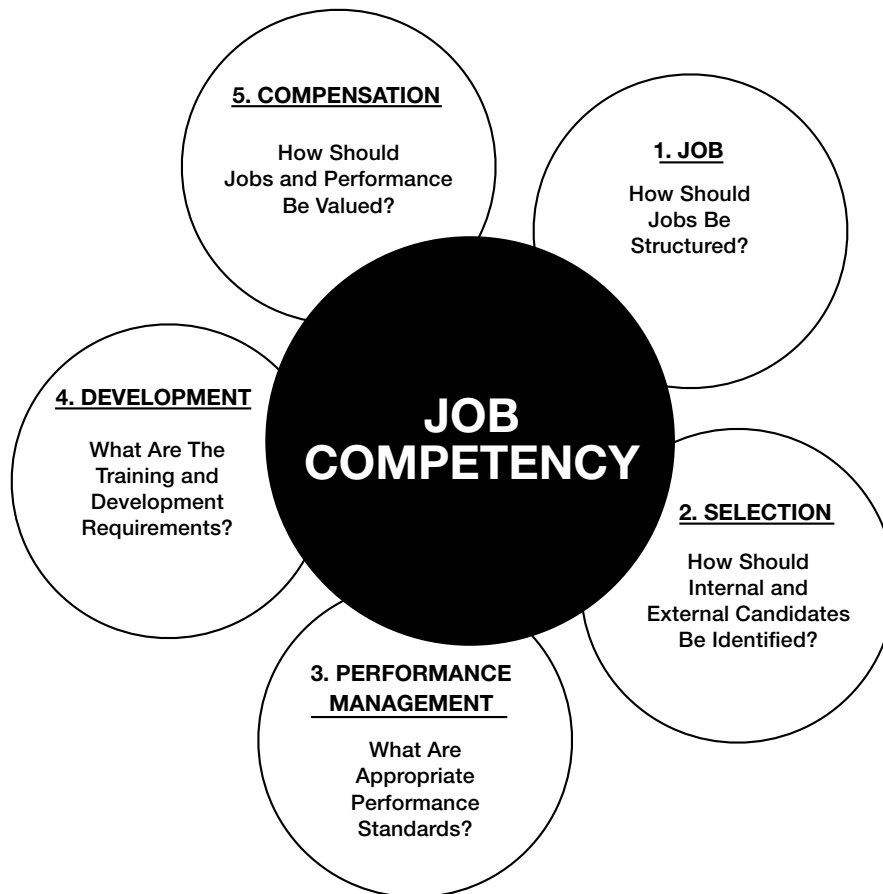 JOB
COMPETENCY
1. JOB
How Should
Jobs Be
Structured?
2. SELECTION
How Should
Internal and
External Candidates
Be Identified?
3. PERFORMANCE
MANAGEMENT
What Are
Appropriate
Performance
Standards?
4. DEVELOPMENT
What Are The
Training and
Development
Requirements?
5. COMPENSATION
How Should
Jobs and Performance
Be Valued?